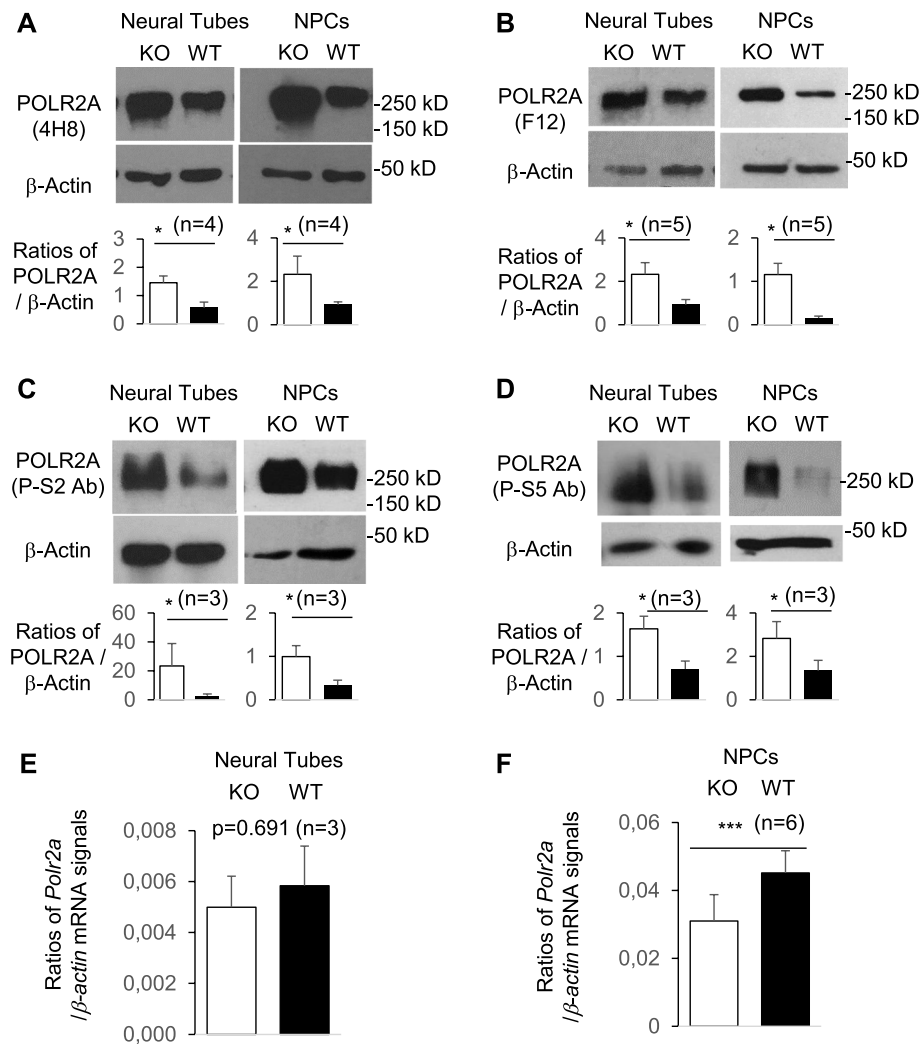 A
Neural Tubes NPCs
KO WT KO WT
POLR2A
(4H8)
-250 kD
-150 kD
-50 kD
β-Actin
* (n=4) * (n=4)
Ratios of
POLR2A
/ β-Actin
3
2
1
0
4
2
0
B
Neural Tubes NPCs
KO WT KO WT
POLR2A
(F12)
-250 kD
-150 kD
-50 kD
β-Actin
* (n=5) * (n=5)
Ratios of
POLR2A
/ β-Actin
4
2
0
2
1
0
C
Neural Tubes NPCs
KO WT KO WT
POLR2A
(P-S2 Ab)
-250 kD
-150 kD
-50 kD
β-Actin
* (n=3) * (n=3)
Ratios of
POLR2A /
β-Actin
60
40
20
0
2
1
0
D
Neural Tubes NPCs
KO WT KO WT
POLR2A
(P-S5 Ab)
-250 kD
-50 kD
β-Actin
* (n=3) * (n=3)
Ratios of
POLR2A /
β-Actin
2
1
0
4
2
0
E
Neural Tubes
KO WT
p=0.691 (n=3)
Ratios of Polr2a
/β-actin mRNA signals
0,008
0,006
0,004
0,002
0,000
F
NPCs
KO WT
*** (n=6)
Ratios of Polr2a
/β-actin mRNA signals
0,06
0,04
0,02
0